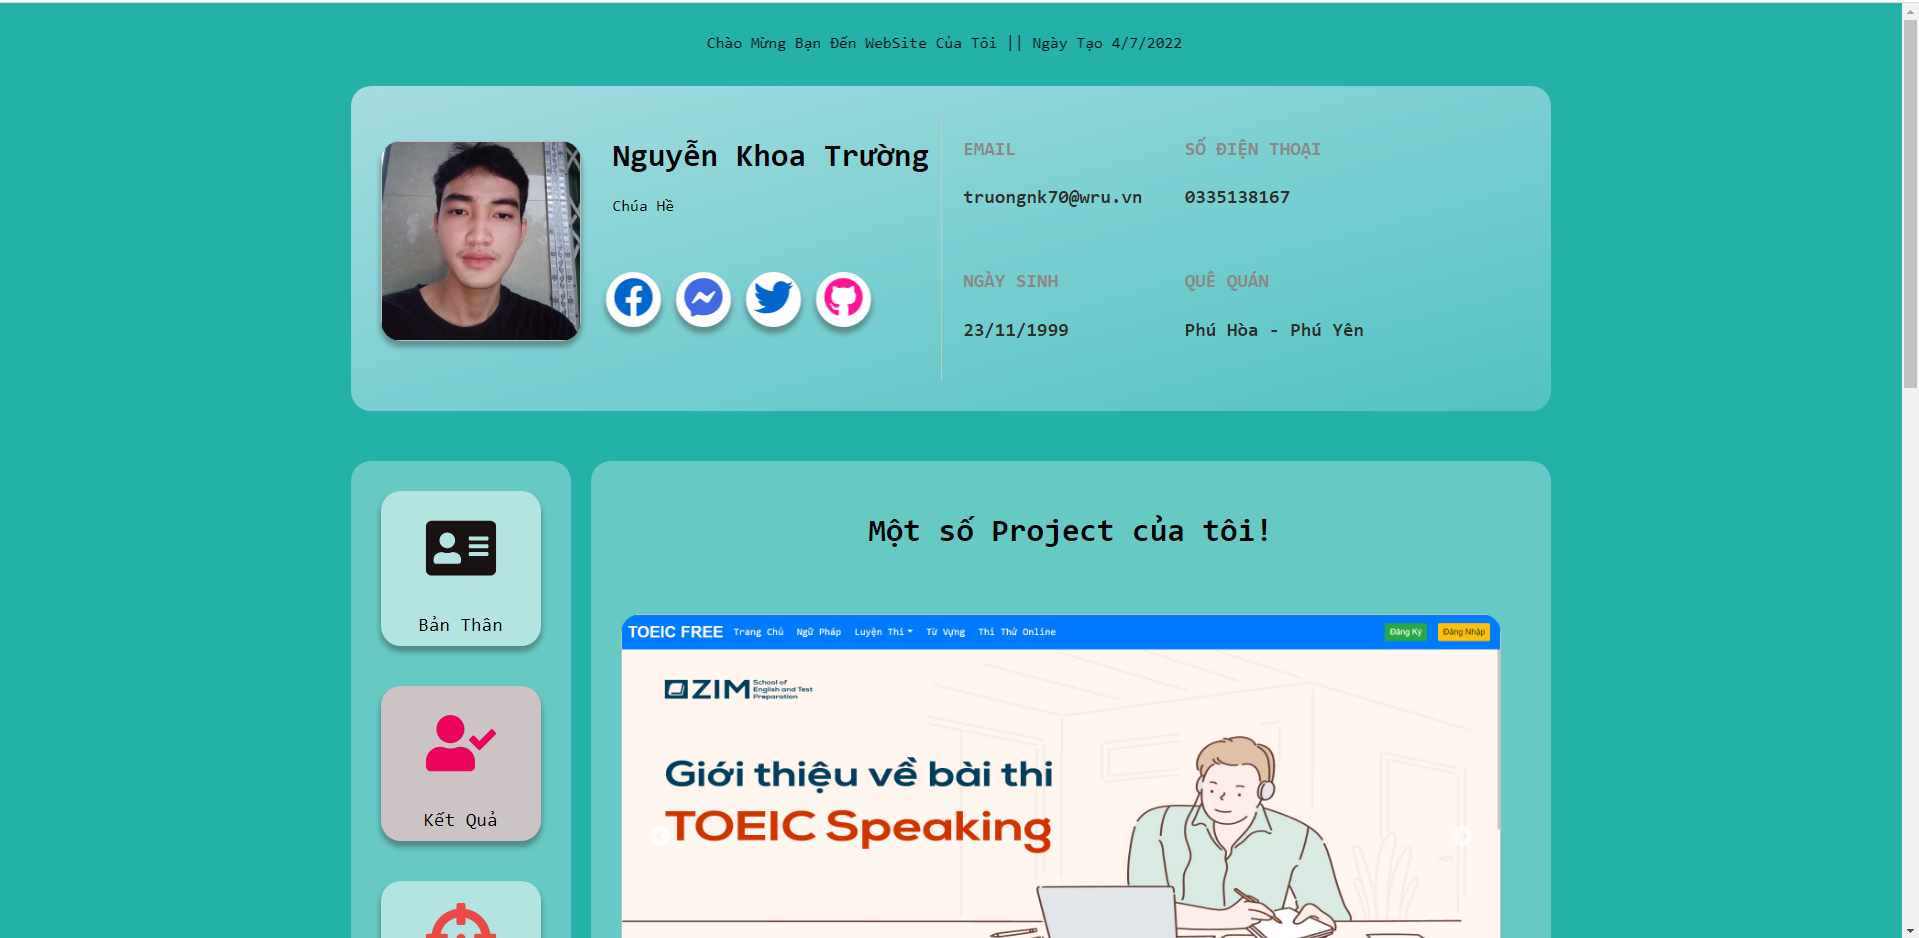 Chào Mừng Bạn Đến WebSite Của Tôi || Ngày Tạo 4/7/2022
Nguyễn Khoa Trường
Chúa Hề
EMAIL
truongnk70@wru.vn
SỐ ĐIỆN THOẠI
0335138167
NGÀY SINH
23/11/1999
QUÊ QUÁN
Phú Hòa - Phú Yên
Bản Thân
Kết Quả
Một số Project của tôi!
TOEIC FREE Trang Chủ Ngữ Pháp Luyện Thi Từ Vựng Thi Thử Online Đăng Ký Đăng Nhập
ZIM School of
English and Test
Preparation
Giới thiệu về bài thi
TOEIC Speaking